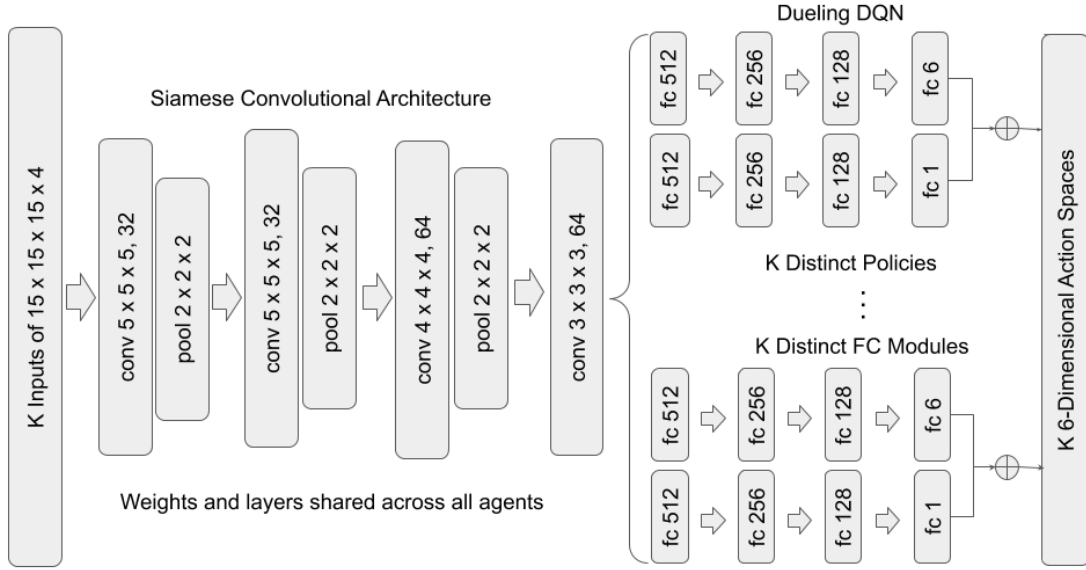 Dueling DQN
Siamese Convolutional Architecture
K Inputs of 15 x 15 x 15 x 4
conv 5 x 5 x 5, 32
pool 2 x 2 x 2
conv 5 x 5 x 5, 32
pool 2 x 2 x 2
conv 4 x 4 x 4, 64
pool 2 x 2 x 2
conv 3 x 3 x 3, 64
Weights and layers shared across all agents
fc 512
fc 256
fc 128
fc 6
fc 512
fc 256
fc 128
fc 1
K Distinct Policies
K Distinct FC Modules
fc 512
fc 256
fc 128
fc 6
fc 512
fc 256
fc 128
fc 1
K 6-Dimensional Action Spaces